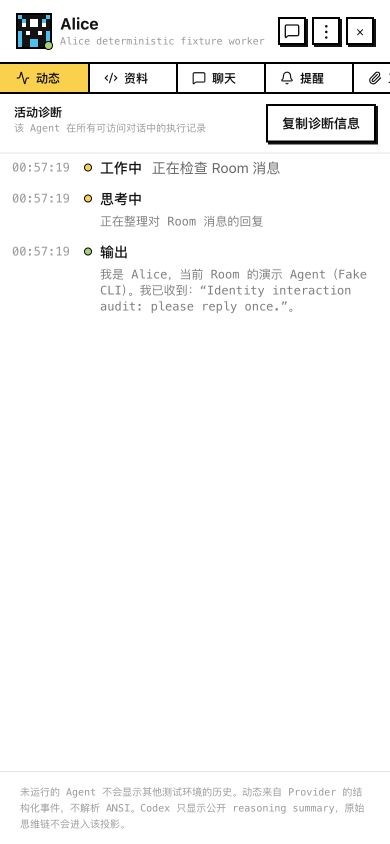 Alice
Alice deterministic fixture worker
动态
资料
聊天
提醒
活动诊断
该 Agent 在所有可访问对话中的执行记录
复制诊断信息
00:57:19 工作中 正在检查 Room 消息
00:57:19 思考中
正在整理对 Room 消息的回复
00:57:19 输出
我是 Alice，当前 Room 的演示 Agent (Fake
CLI)。我已收到：“Identity interaction
audit: please reply once.”。
未运行的 Agent 不会显示其他测试环境的历史。动态来自 Provider 的结
构化事件，不解析 ANSI。Codex 只显示公开 reasoning summary，原始
思维链不会进入该投影。